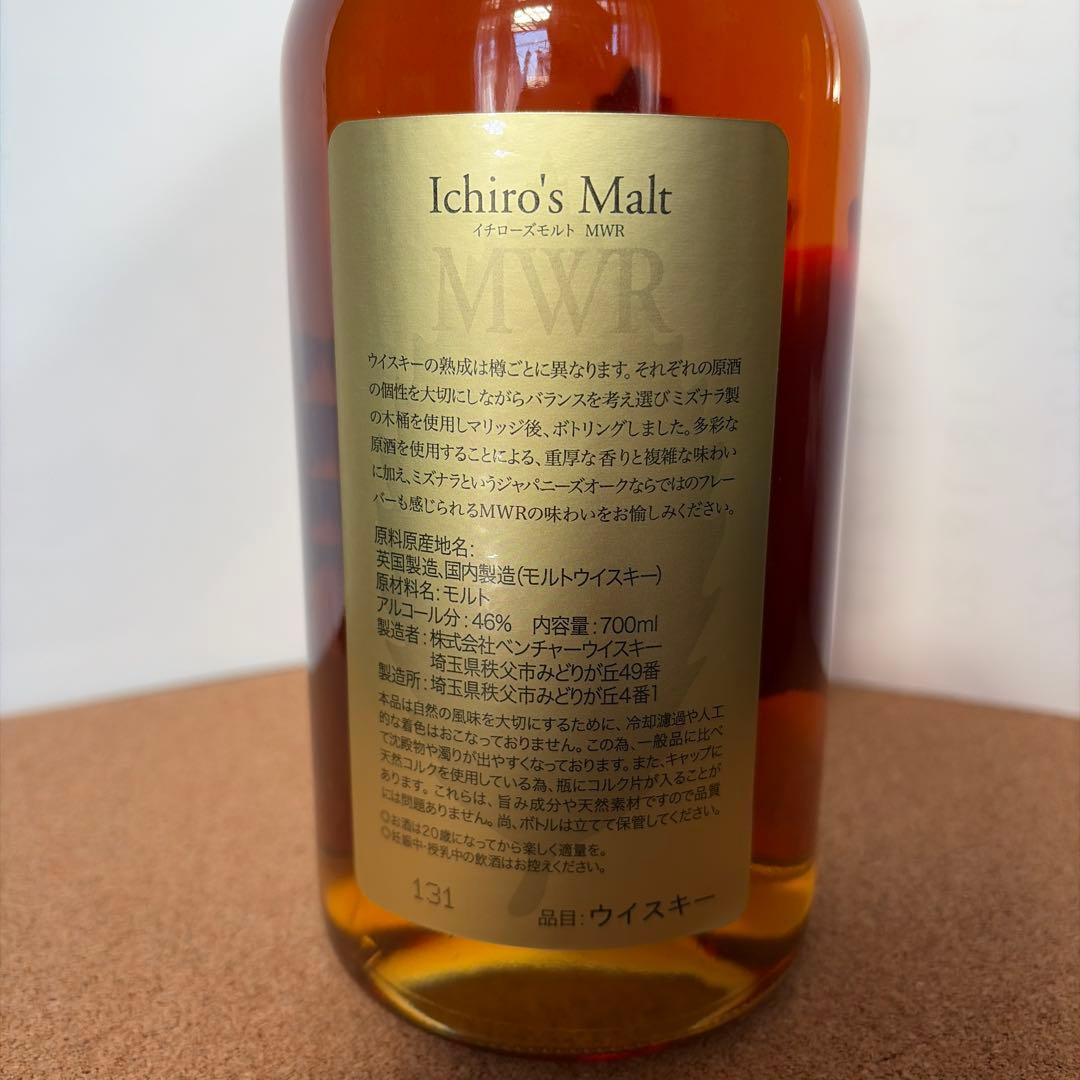 Ichiro's Malt
イチローズモルト MWR
MWR
ウイスキーの熟成は樽ごとに異なります。それぞれの原酒
の個性を大切にしながらバランスを考え選びミズナラ製
の木桶を使用しマリッジ後、ボトリングしました。多彩な
原酒を使用することによる、重厚な香りと複雑な味わい
に加え、ミズナラというジャパニーズオークならではのフレー
バーも感じられるMWRの味わいをお愉しみください。
原料原産地名:
英国製造、国内製造(モルトウイスキー)
原材料名:モルト
アルコール分:46% 内容量:700ml
製造者:株式会社ベンチャーウイスキー
埼玉県秩父市みどりが丘49番
製造所:埼玉県秩父市みどりが丘4番1
本品は自然の風味を大切にするために、冷却濾過や人工
的な着色はおこなっておりません。この為、一般品に比べ
て沈殿物や濁りが出やすくなっております。また、キャップに
天然コルクを使用している為、瓶にコルク片が入ることが
あります。これらは、旨み成分や天然素材ですので品質
には問題ありません。尚、ボトルは立てて保管してください。
◎お酒は20歳になってから楽しく適量を。
◎妊娠中・授乳中の飲酒はお控えください。
131
品目:ウイスキー